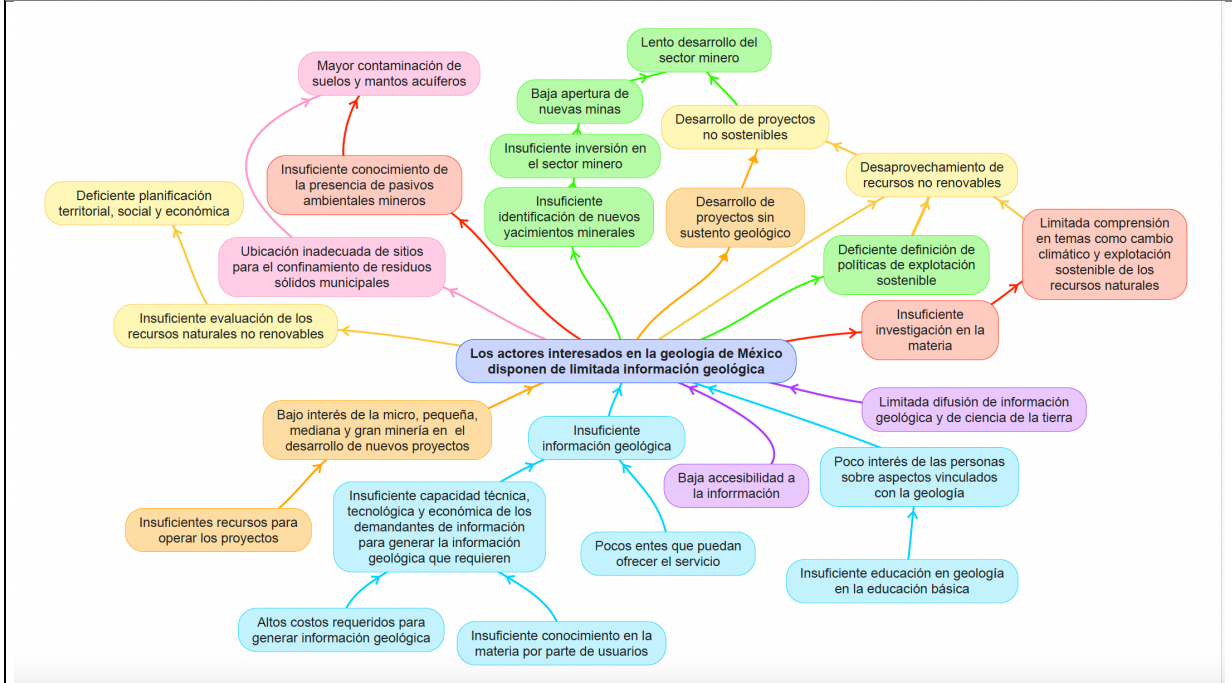 Lento desarrollo del
sector minero
Mayor contaminación de
suelos y mantos acuíferos
Baja apertura de
nuevas minas
Desarrollo de proyectos
no sostenibles
Insuficiente inversión en
el sector minero
Insuficiente conocimiento de
la presencia de pasivos
ambientales mineros
Desaprovechamiento de
recursos no renovables
Deficiente planificación
territorial, social y económica
Insuficiente
identificación de nuevos
yacimientos minerales
Desarrollo de
proyectos sin
sustento geológico
Limitada comprensión
en temas como cambio
climático y explotación
sostenible de los
recursos naturales
Ubicación inadecuada de sitios
para el confinamiento de residuos
sólidos municipales
Deficiente definición de
políticas de explotación
sostenible
Insuficiente evaluación de los
recursos naturales no renovables
Insuficiente
investigación en la
materia
Los actores interesados en la geología de México
disponen de limitada información geológica
Bajo interés de la micro, pequeña,
mediana y gran minería en el
desarrollo de nuevos proyectos
Limitada difusión de información
geológica y de ciencia de la tierra
Insuficiente
información geológica
Poco interés de las personas
sobre aspectos vinculados
con la geología
Baja accesibilidad a
la inforrmación
Insuficiente capacidad técnica,
tecnológica y económica de los
demandantes de información
para generar la información
geológica que requieren
Insuficientes recursos para
operar los proyectos
Pocos entes que puedan
ofrecer el servicio
Insuficiente educación en geología
en la educación básica
Altos costos requeridos para
generar información geológica
Insuficiente conocimiento en la
materia por parte de usuarios